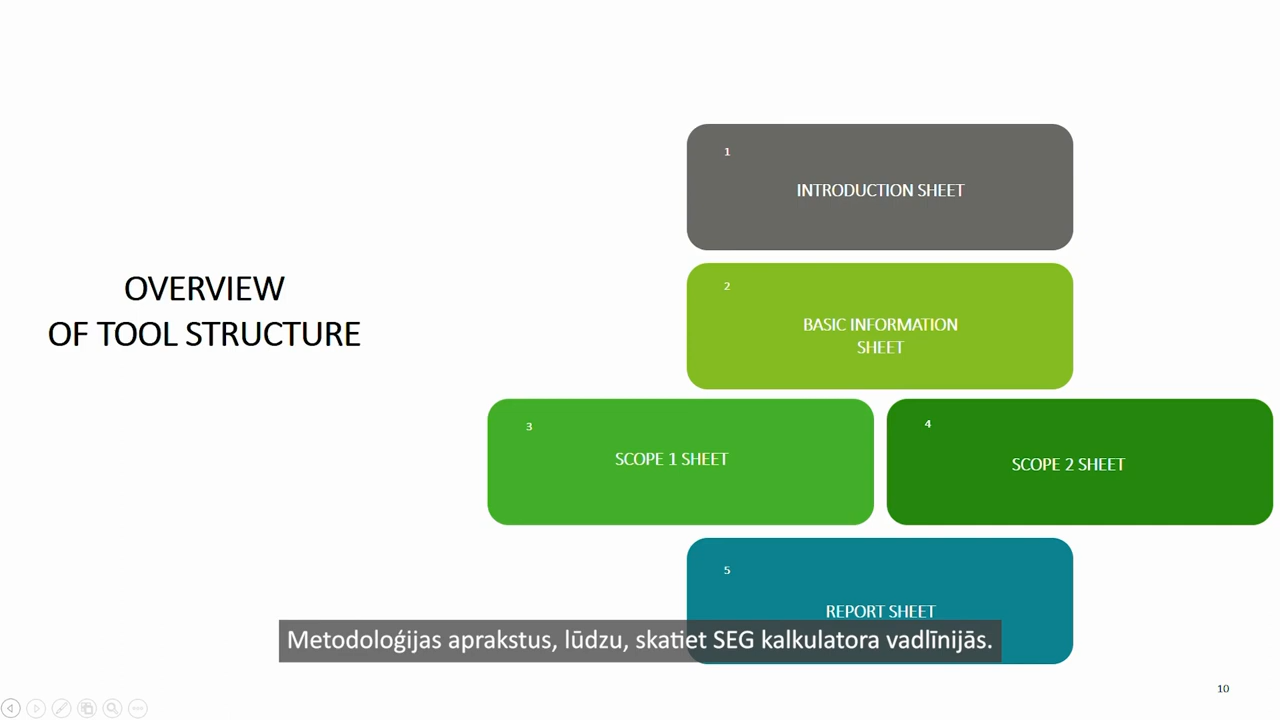 OVERVIEW
OF TOOL STRUCTURE
1
INTRODUCTION SHEET
2
BASIC INFORMATION
SHEET
3
SCOPE 1 SHEET
4
SCOPE 2 SHEET
5
REPORT SHEET
Metodoloģijas aprakstus, lūdzu, skatiet SEG kalkulatora vadlīnijās.
10